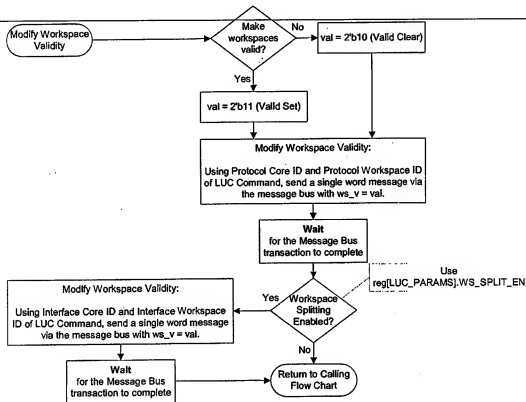 Modify Workspace
Validity
Make
workspaces
valid?
No
val = 2'b10 (Valid Clear)
Yes
val = 2'b11 (Valid Set)
Modify Workspace Validity:
Using Protocol Core ID and Protocol Workspace ID
of LUC Command, send a single word message via
the message bus with ws_v = val.
Wait
for the Message Bus
transaction to complete
Use
reg[LUC_PARAMS].WS_SPLIT_EN
Workspace
Splitting
Enabled?
Yes
Modify Workspace Validity:
Using Interface Core ID and Interface Workspace
ID of LUC Command, send a single word message
via the message bus with ws_v = val.
No
Wait
for the Message Bus
transaction to complete
Return to Calling
Flow Chart